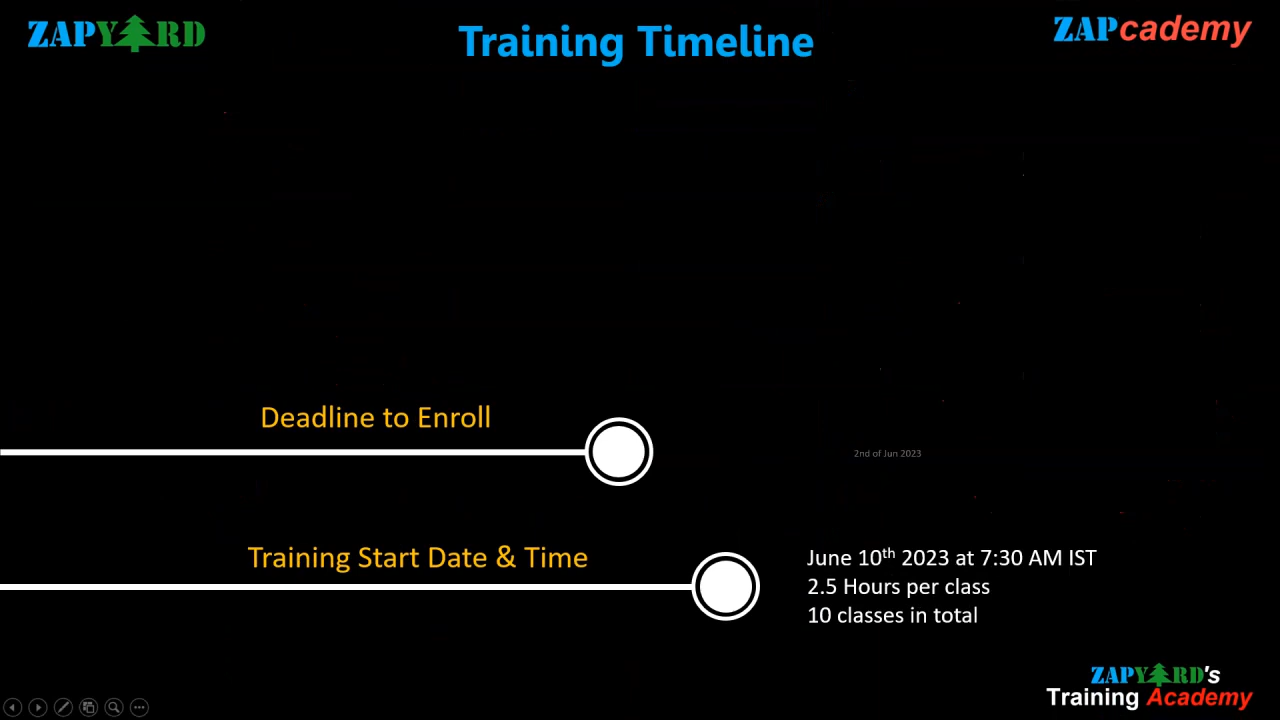 ZAPYARD
Training Timeline
ZAPcademy
Deadline to Enroll
2nd of Jun 2023
Training Start Date & Time
June 10th 2023 at 7:30 AM IST
2.5 Hours per class
10 classes in total
ZAPYARD's
Training Academy